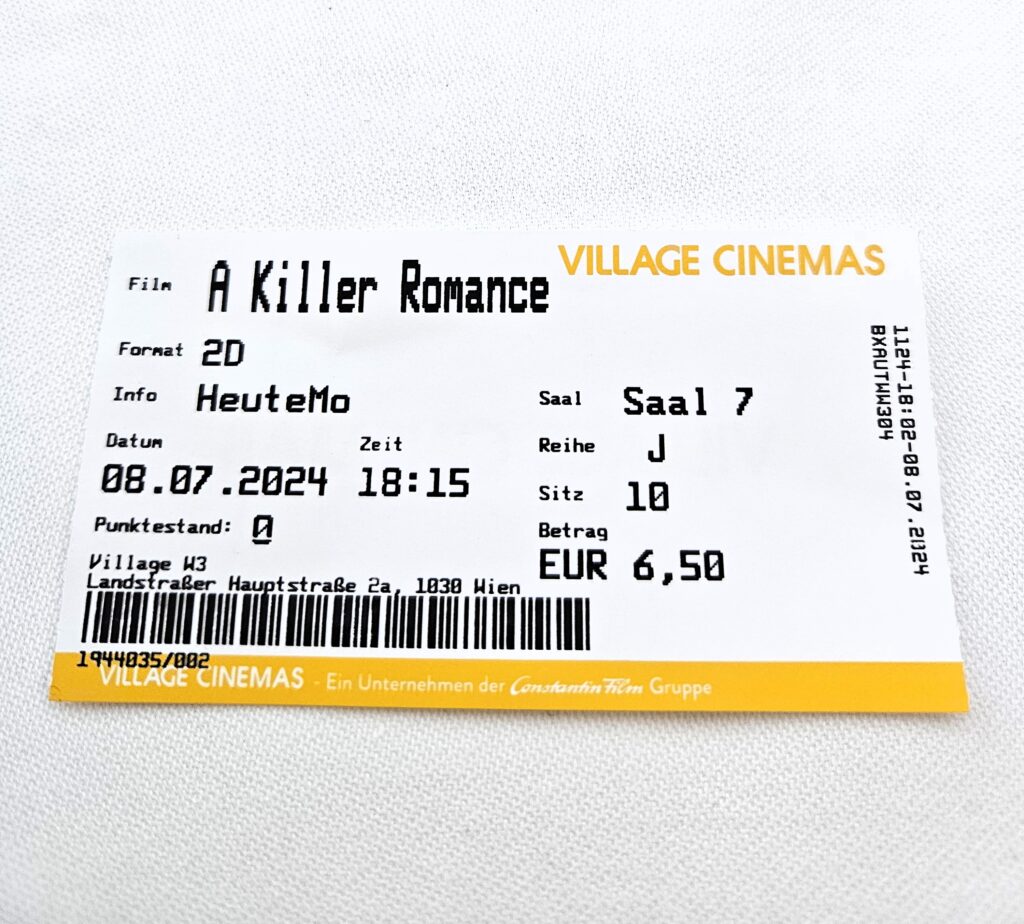 VILLAGE CINEMAS
Film A Killer Romance
Format 2D
Info HeuteMo
Datum Zeit
08.07.2024 18:15
Punktestand: 0
Village W3
Landstraßer Hauptstraße 2a, 1030 Wien
Saal Saal 7
Reihe J
Sitz 10
Betrag
EUR 6,50
1124-18:02-08.07.2024
BXAUTWW304
1944035/002
VILLAGE CINEMAS - Ein Unternehmen der Constantin Film Gruppe